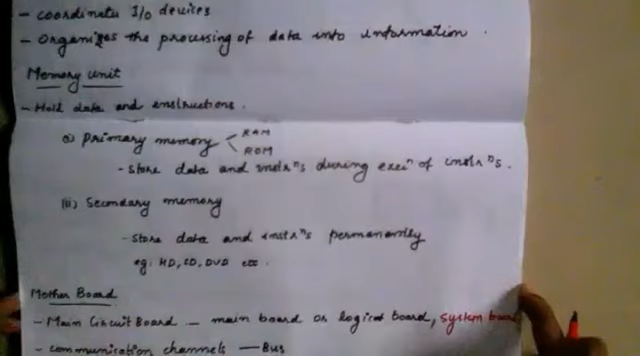 - coordinate I/O devices
- Organizes the processing of data into information.
Memory unit
- Hold data and instructions.
(i) Primary memory < RAM
ROM
- Store data and instrⁿs during execⁿ of instrⁿs.
(ii) Secondary memory
- Store data and instrⁿs permanently
eg: HD, CD, DVD etc.
Mother Board
- Main Circuit Board - main board or logical board, System board
- Communication channels — Bus